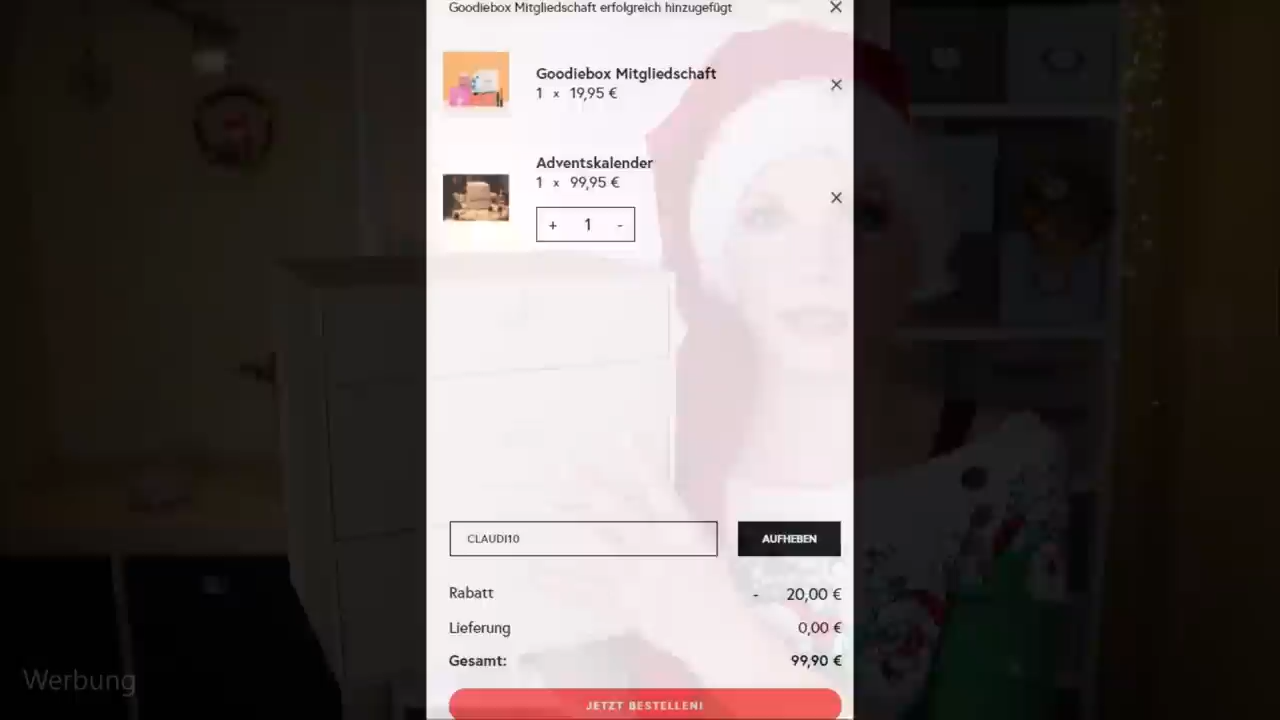 Goodiebox Mitgliedschaft erfolgreich hinzugefügt ×
Goodiebox Mitgliedschaft
1 x 19,95 € ×
Adventskalender
1 x 99,95 € ×
+ 1 -
CLAUDI10 AUFHEBEN
Rabatt - 20,00 €
Lieferung 0,00 €
Gesamt: 99,90 €
JETZT BESTELLEN!
Werbung